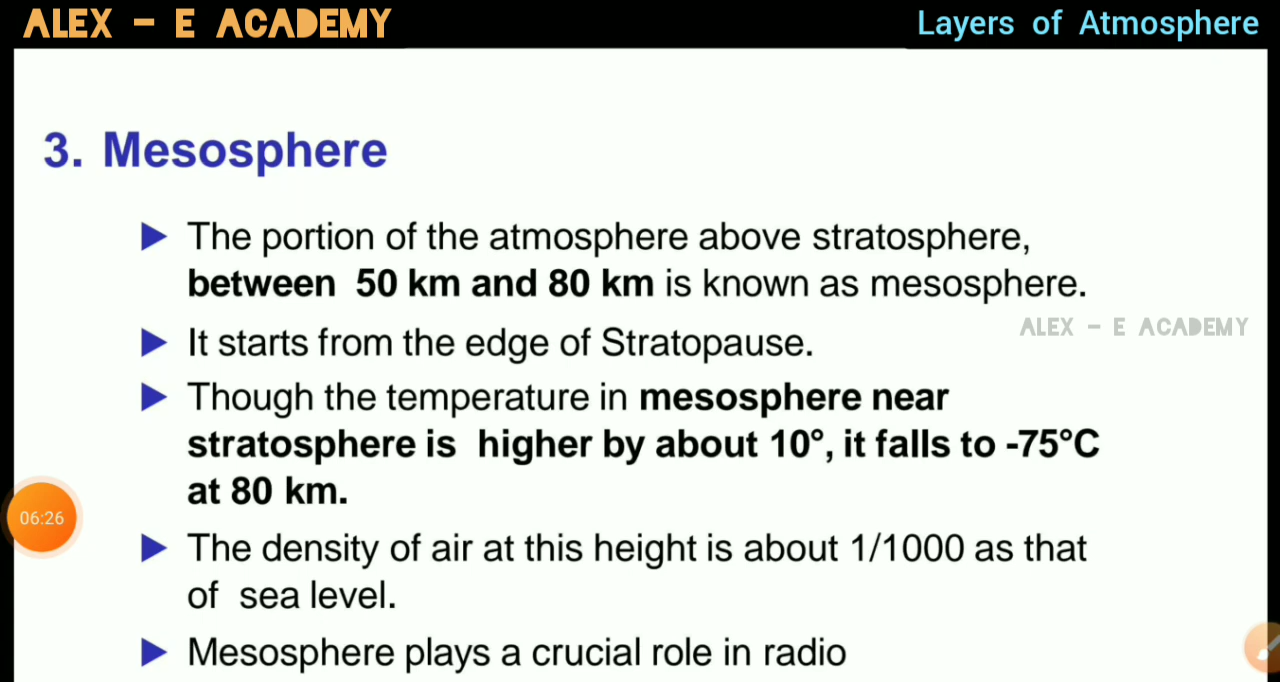 ALEX - E ACADEMY
Layers of Atmosphere
3. Mesosphere
The portion of the atmosphere above stratosphere,
between 50 km and 80 km is known as mesosphere.
ALEX - E ACADEMY
It starts from the edge of Stratopause.
Though the temperature in mesosphere near
stratosphere is higher by about 10°, it falls to -75°C
at 80 km.
06:26
The density of air at this height is about 1/1000 as that
of sea level.
Mesosphere plays a crucial role in radio